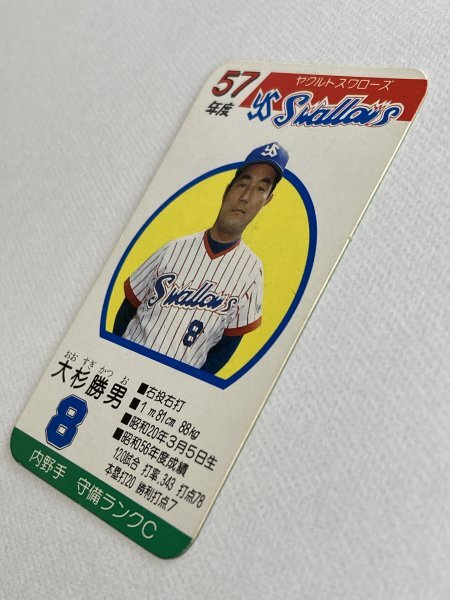 57
年度
ヤクルトスワローズ
YS Swallows
YS
Swallows
8
おおすぎかつお
大杉勝男
8
■右投右打
■1m81cm 88kg
■昭和20年3月5日生
■昭和56年度成績
120試合 打率.343 打点78
本塁打20 勝利打点7
内野手 守備ランクC